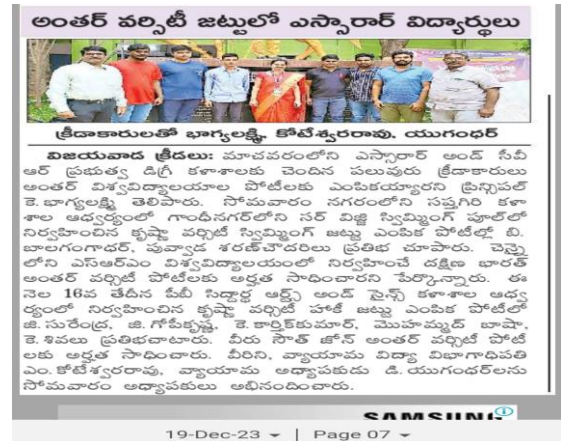 అంతర్ వర్సిటీ జట్టులో ఎస్సారార్ విద్యార్థులు
క్రీడాకారులతో భాగ్యలక్ష్మి, కోటేశ్వరరావు, యుగంధర్
విజయవాడ క్రీడలు: మాచవరంలోని ఎస్సారార్ అండ్ సీవీ
ఆర్ ప్రభుత్వ డిగ్రీ కళాశాలకు చెందిన పలువురు క్రీడాకారులు
అంతర్ విశ్వవిద్యాలయాల పోటీలకు ఎంపికయ్యారని ప్రిన్సిపల్
కె.భాగ్యలక్ష్మి తెలిపారు. సోమవారం నగరంలోని సప్తగిరి కళా
శాల ఆధ్వర్యంలో గాంధీనగర్‌లోని సర్ విజ్జి స్విమ్మింగ్ పూల్‌లో
నిర్వహించిన కృష్ణా వర్సిటీ స్విమ్మింగ్ జట్టు ఎంపిక పోటీల్లో బి.
బాలగంగాధర్, పువ్వాడ శరణ్‌చౌదరిలు ప్రతిభ చూపారు. చెన్నై
లోని ఎస్ఆర్ఎం విశ్వవిద్యాలయంలో నిర్వహించే దక్షిణ భారత్
అంతర్ వర్సిటీ పోటీలకు అర్హత సాధించారని పేర్కొన్నారు. ఈ
నెల 16వ తేదీన పీబీ సిద్ధార్థ ఆర్ట్స్ అండ్ సైన్స్ కళాశాల ఆధ్వ
ర్యంలో నిర్వహించిన కృష్ణా వర్సిటీ హాకీ జట్టు ఎంపిక పోటీలో
జి.సురేంద్ర, జి.గోపీకృష్ణ, కె.కార్తిక్‌కుమార్, మొహమ్మద్ బాషా,
కె.శివలు ప్రతిభచాటారు. వీరు సౌత్ జోన్ అంతర్ వర్సిటీ పోటీ
లకు అర్హత సాధించారు. వీరిని, వ్యాయామ విద్యా విభాగాధిపతి
ఎం.కోటేశ్వరరావు, వ్యాయామ అధ్యాపకుడు డి.యుగంధర్‌లను
సోమవారం అధ్యాపకులు అభినందించారు.
SAMSUNG
19-Dec-23 | Page 07